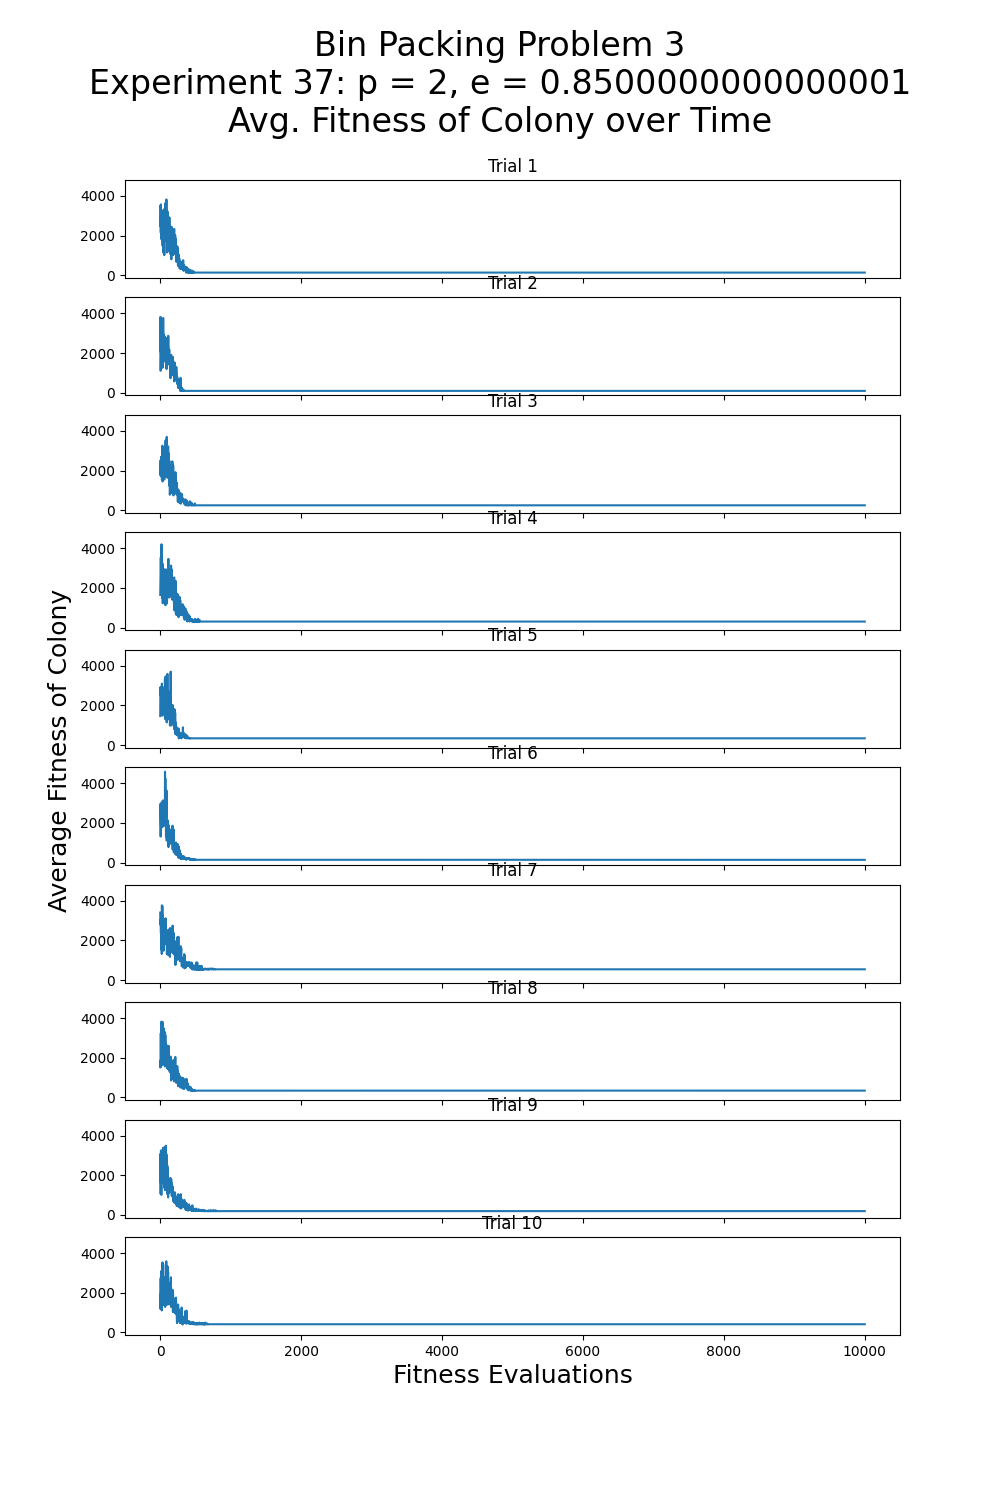 Bin Packing Problem 3
Experiment 37: p = 2, e = 0.8500000000000001
Avg. Fitness of Colony over Time
Trial 1
4000
2000
0
Trial 2
4000
2000
0
Trial 3
4000
2000
0
Trial 4
4000
2000
0
Trial 5
4000
2000
0
Trial 6
4000
2000
0
Trial 7
4000
2000
0
Trial 8
4000
2000
0
Trial 9
4000
2000
0
Trial 10
4000
2000
0
0 2000 4000 6000 8000 10000
Fitness Evaluations
Average Fitness of Colony